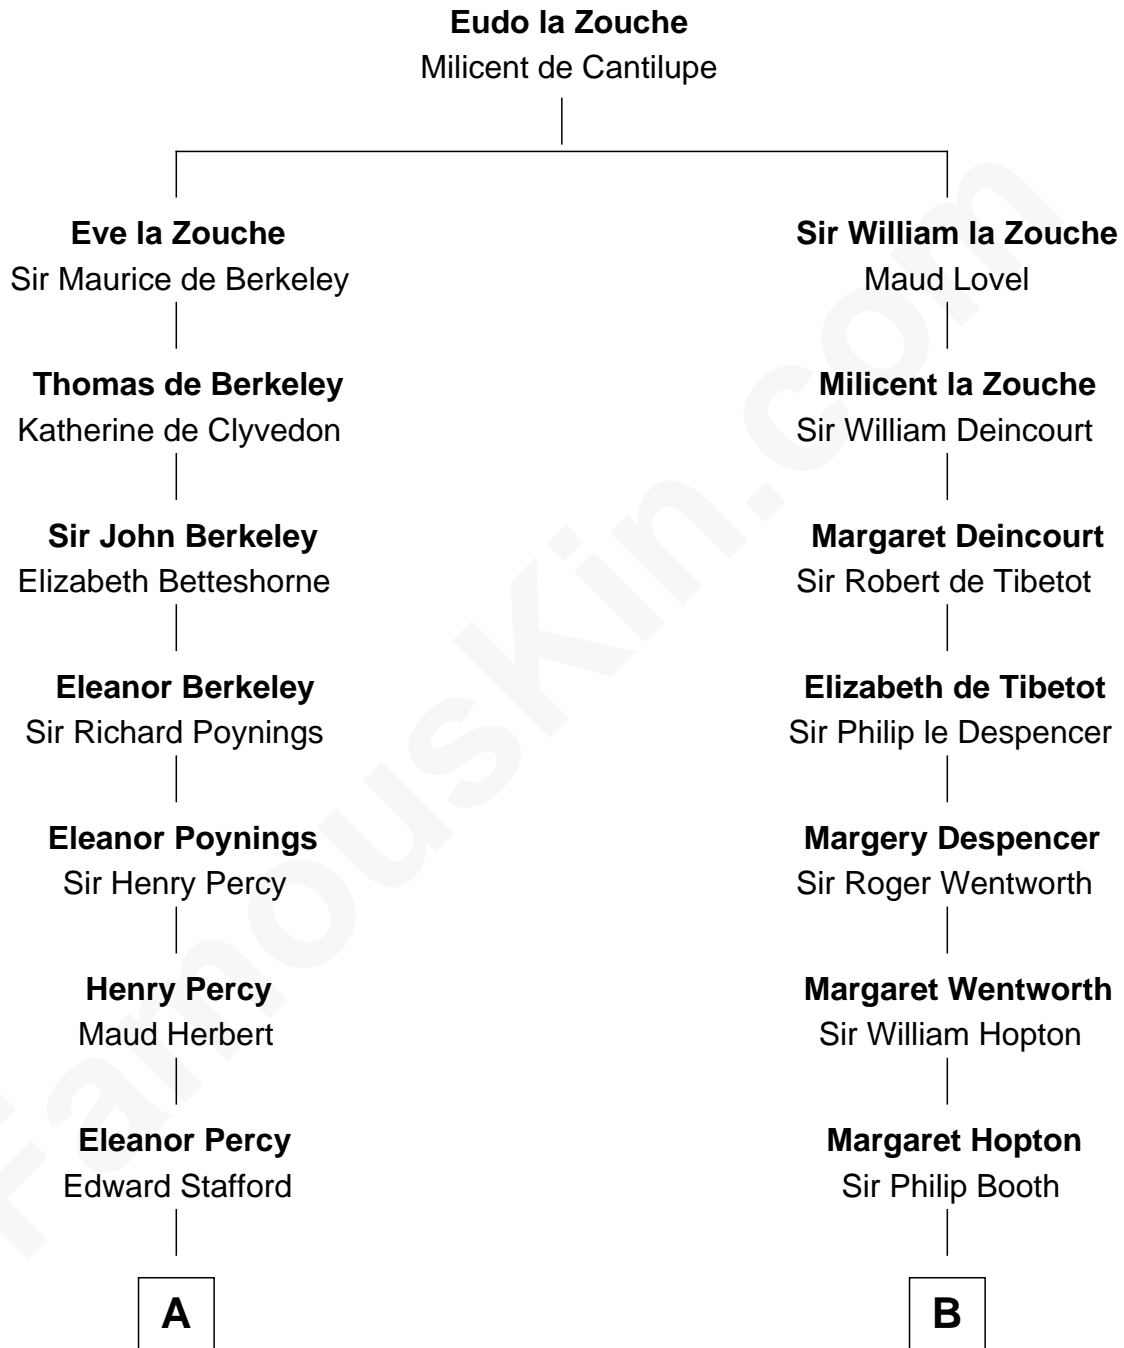 Eudo la Zouche
Milicent de Cantilupe
Eve la Zouche
Sir Maurice de Berkeley
Sir William la Zouche
Maud Lovel
Thomas de Berkeley
Katherine de Clyvedon
Milicent la Zouche
Sir William Deincourt
Sir John Berkeley
Elizabeth Betteshorne
Margaret Deincourt
Sir Robert de Tibetot
Eleanor Berkeley
Sir Richard Poynings
Elizabeth de Tibetot
Sir Philip le Despencer
Eleanor Poynings
Sir Henry Percy
Margery Despencer
Sir Roger Wentworth
Henry Percy
Maud Herbert
Margaret Wentworth
Sir William Hopton
Eleanor Percy
Edward Stafford
Margaret Hopton
Sir Philip Booth
A
B
FamousKin.com